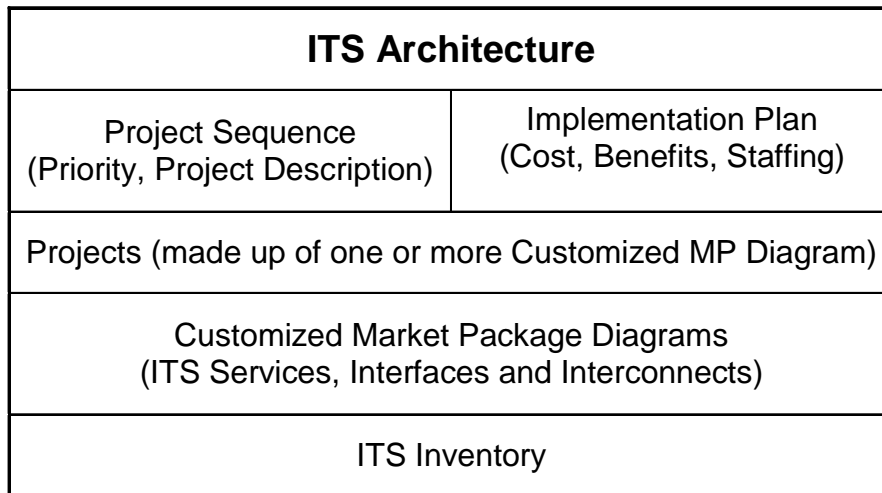 ITS Architecture
Project Sequence
(Priority, Project Description)
Implementation Plan
(Cost, Benefits, Staffing)
Projects (made up of one or more Customized MP Diagram)
Customized Market Package Diagrams
(ITS Services, Interfaces and Interconnects)
ITS Inventory